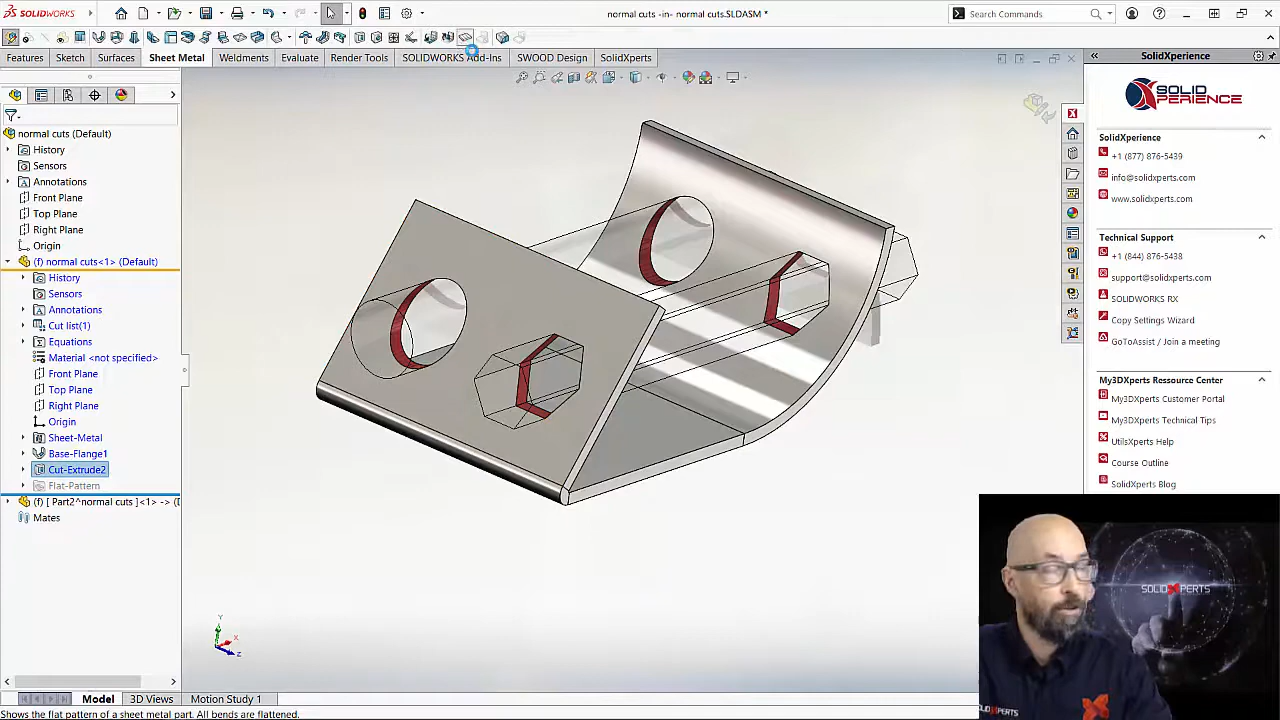 SOLIDWORKS
normal cuts -in- normal cuts.SLDASM *
Search Commands
Features
Sketch
Surfaces
Sheet Metal
Weldments
Evaluate
Render Tools
SOLIDWORKS Add-Ins
SWOOD Design
SolidXperts
normal cuts (Default)
History
Sensors
Annotations
Front Plane
Top Plane
Right Plane
Origin
(f) normal cuts<1> (Default)
History
Sensors
Annotations
Cut list(1)
Equations
Material <not specified>
Front Plane
Top Plane
Right Plane
Origin
Sheet-Metal
Base-Flange1
Cut-Extrude2
Flat-Pattern
(f) [ Part2^normal cuts ]<1> -> (D
Mates
Y
X
Z
SolidXperience
SOLID
XPERIENCE
SolidXperience
+1 (877) 876-5439
info@solidxperts.com
www.solidxperts.com
Technical Support
+1 (844) 876-5438
support@solidxperts.com
SOLIDWORKS RX
Copy Settings Wizard
GoToAssist / Join a meeting
My3DXperts Ressource Center
My3DXperts Customer Portal
My3DXperts Technical Tips
UtilsXperts Help
Course Outline
SolidXperts Blog
SOLIDXPERTS
Model
3D Views
Motion Study 1
Shows the flat pattern of a sheet metal part. All bends are flattened.